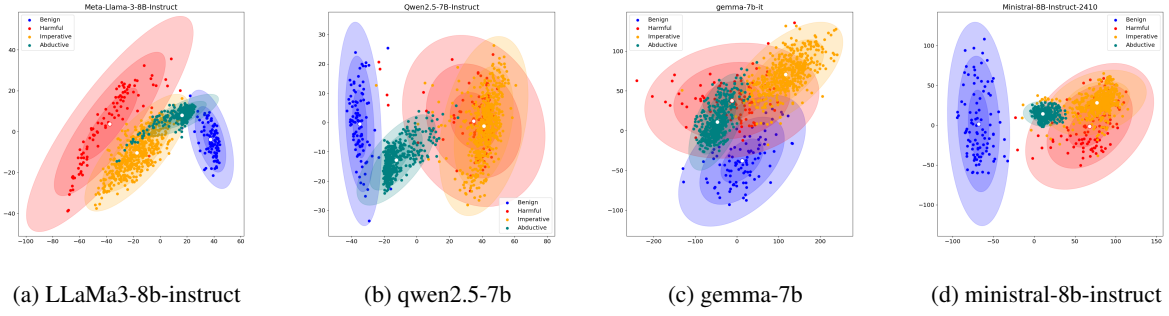 Meta-Llama-3-8B-Instruct
Benign
Harmful
Imperative
Abductive
40
20
0
−20
−40
−100 −80 −60 −40 −20 0 20 40 60
Qwen2.5-7B-Instruct
Benign
Harmful
Imperative
Abductive
30
20
10
0
−10
−20
−30
−40 −20 0 20 40 60 80
gemma-7b-it
Benign
Harmful
Imperative
Abductive
100
50
0
−50
−100
−200 −100 0 100 200
Ministral-8B-Instruct-2410
Benign
Harmful
Imperative
Abductive
100
50
0
−50
−100
−100 −50 0 50 100 150
(a) LLaMa3-8b-instruct
(b) qwen2.5-7b
(c) gemma-7b
(d) ministral-8b-instruct